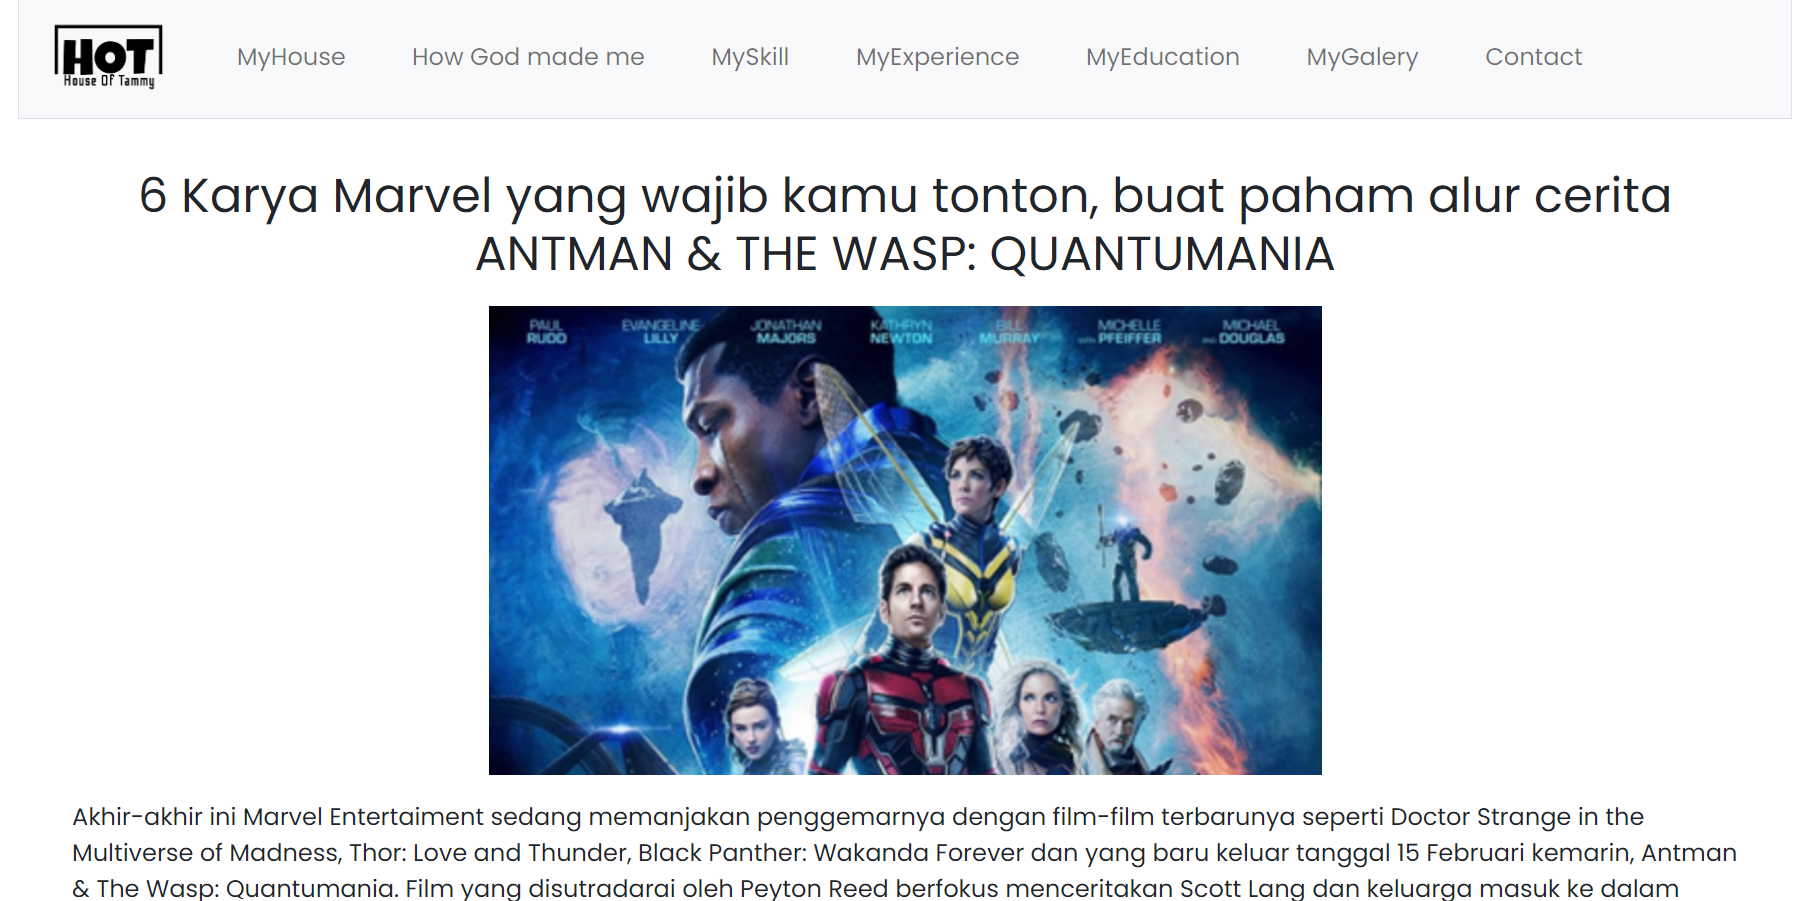 HOT
House Of Tammy
MyHouse How God made me MySkill MyExperience MyEducation MyGalery Contact
6 Karya Marvel yang wajib kamu tonton, buat paham alur cerita
ANTMAN & THE WASP: QUANTUMANIA
PAUL RUDD EVANGELINE LILLY JONATHAN MAJORS KATHRYN NEWTON BILL MURRAY WITH MICHELLE PFEIFFER AND MICHAEL DOUGLAS
Akhir-akhir ini Marvel Entertaiment sedang memanjakan penggemarnya dengan film-film terbarunya seperti Doctor Strange in the
Multiverse of Madness, Thor: Love and Thunder, Black Panther: Wakanda Forever dan yang baru keluar tanggal 15 Februari kemarin, Antman
& The Wasp: Quantumania. Film yang disutradarai oleh Peyton Reed berfokus menceritakan Scott Lang dan keluarga masuk ke dalam